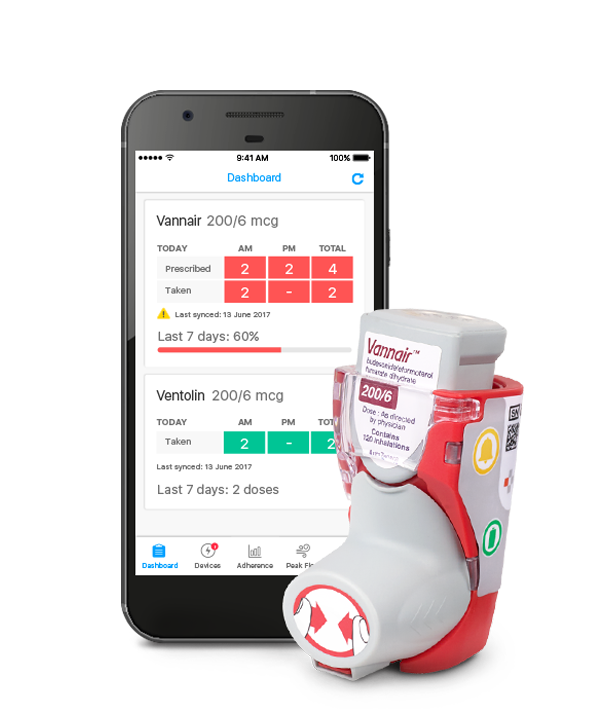 9:41 AM
100%
Dashboard
Vannair 200/6 mcg
TODAY AM PM TOTAL
Prescribed 2 2 4
Taken 2 - 2
Last synced: 13 June 2017
Last 7 days: 60%
Ventolin 200/6 mcg
TODAY AM PM TOT
Taken 2 - 2
Last synced: 13 June 2017
Last 7 days: 2 doses
Dashboard Devices Adherence Peak Fl
Vannair™
budesonide/eformoterol
fumarate dihydrate
200/6
Dose : As directed
by physician
Contains
120 inhalations
SN